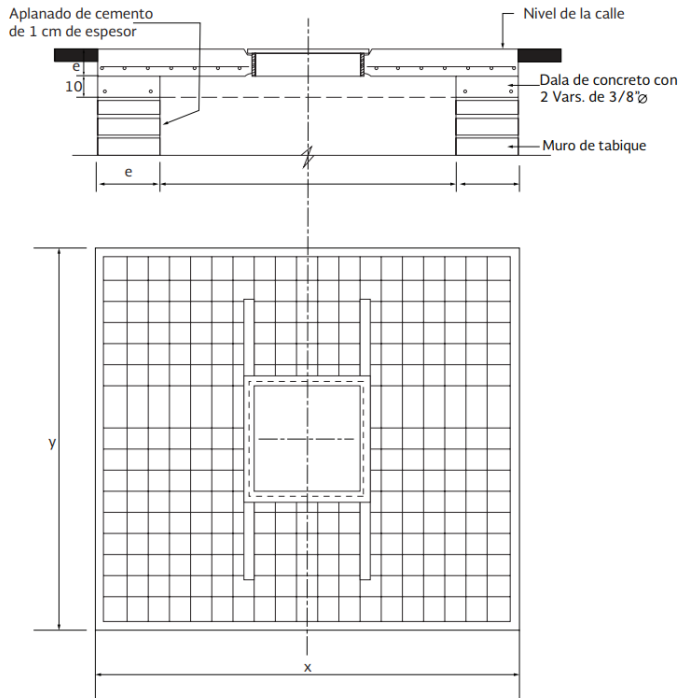 Aplanado de cemento
de 1 cm de espesor
Nivel de la calle
e
10
Dala de concreto con
2 Vars. de 3/8"⌀
Muro de tabique
e
y
x